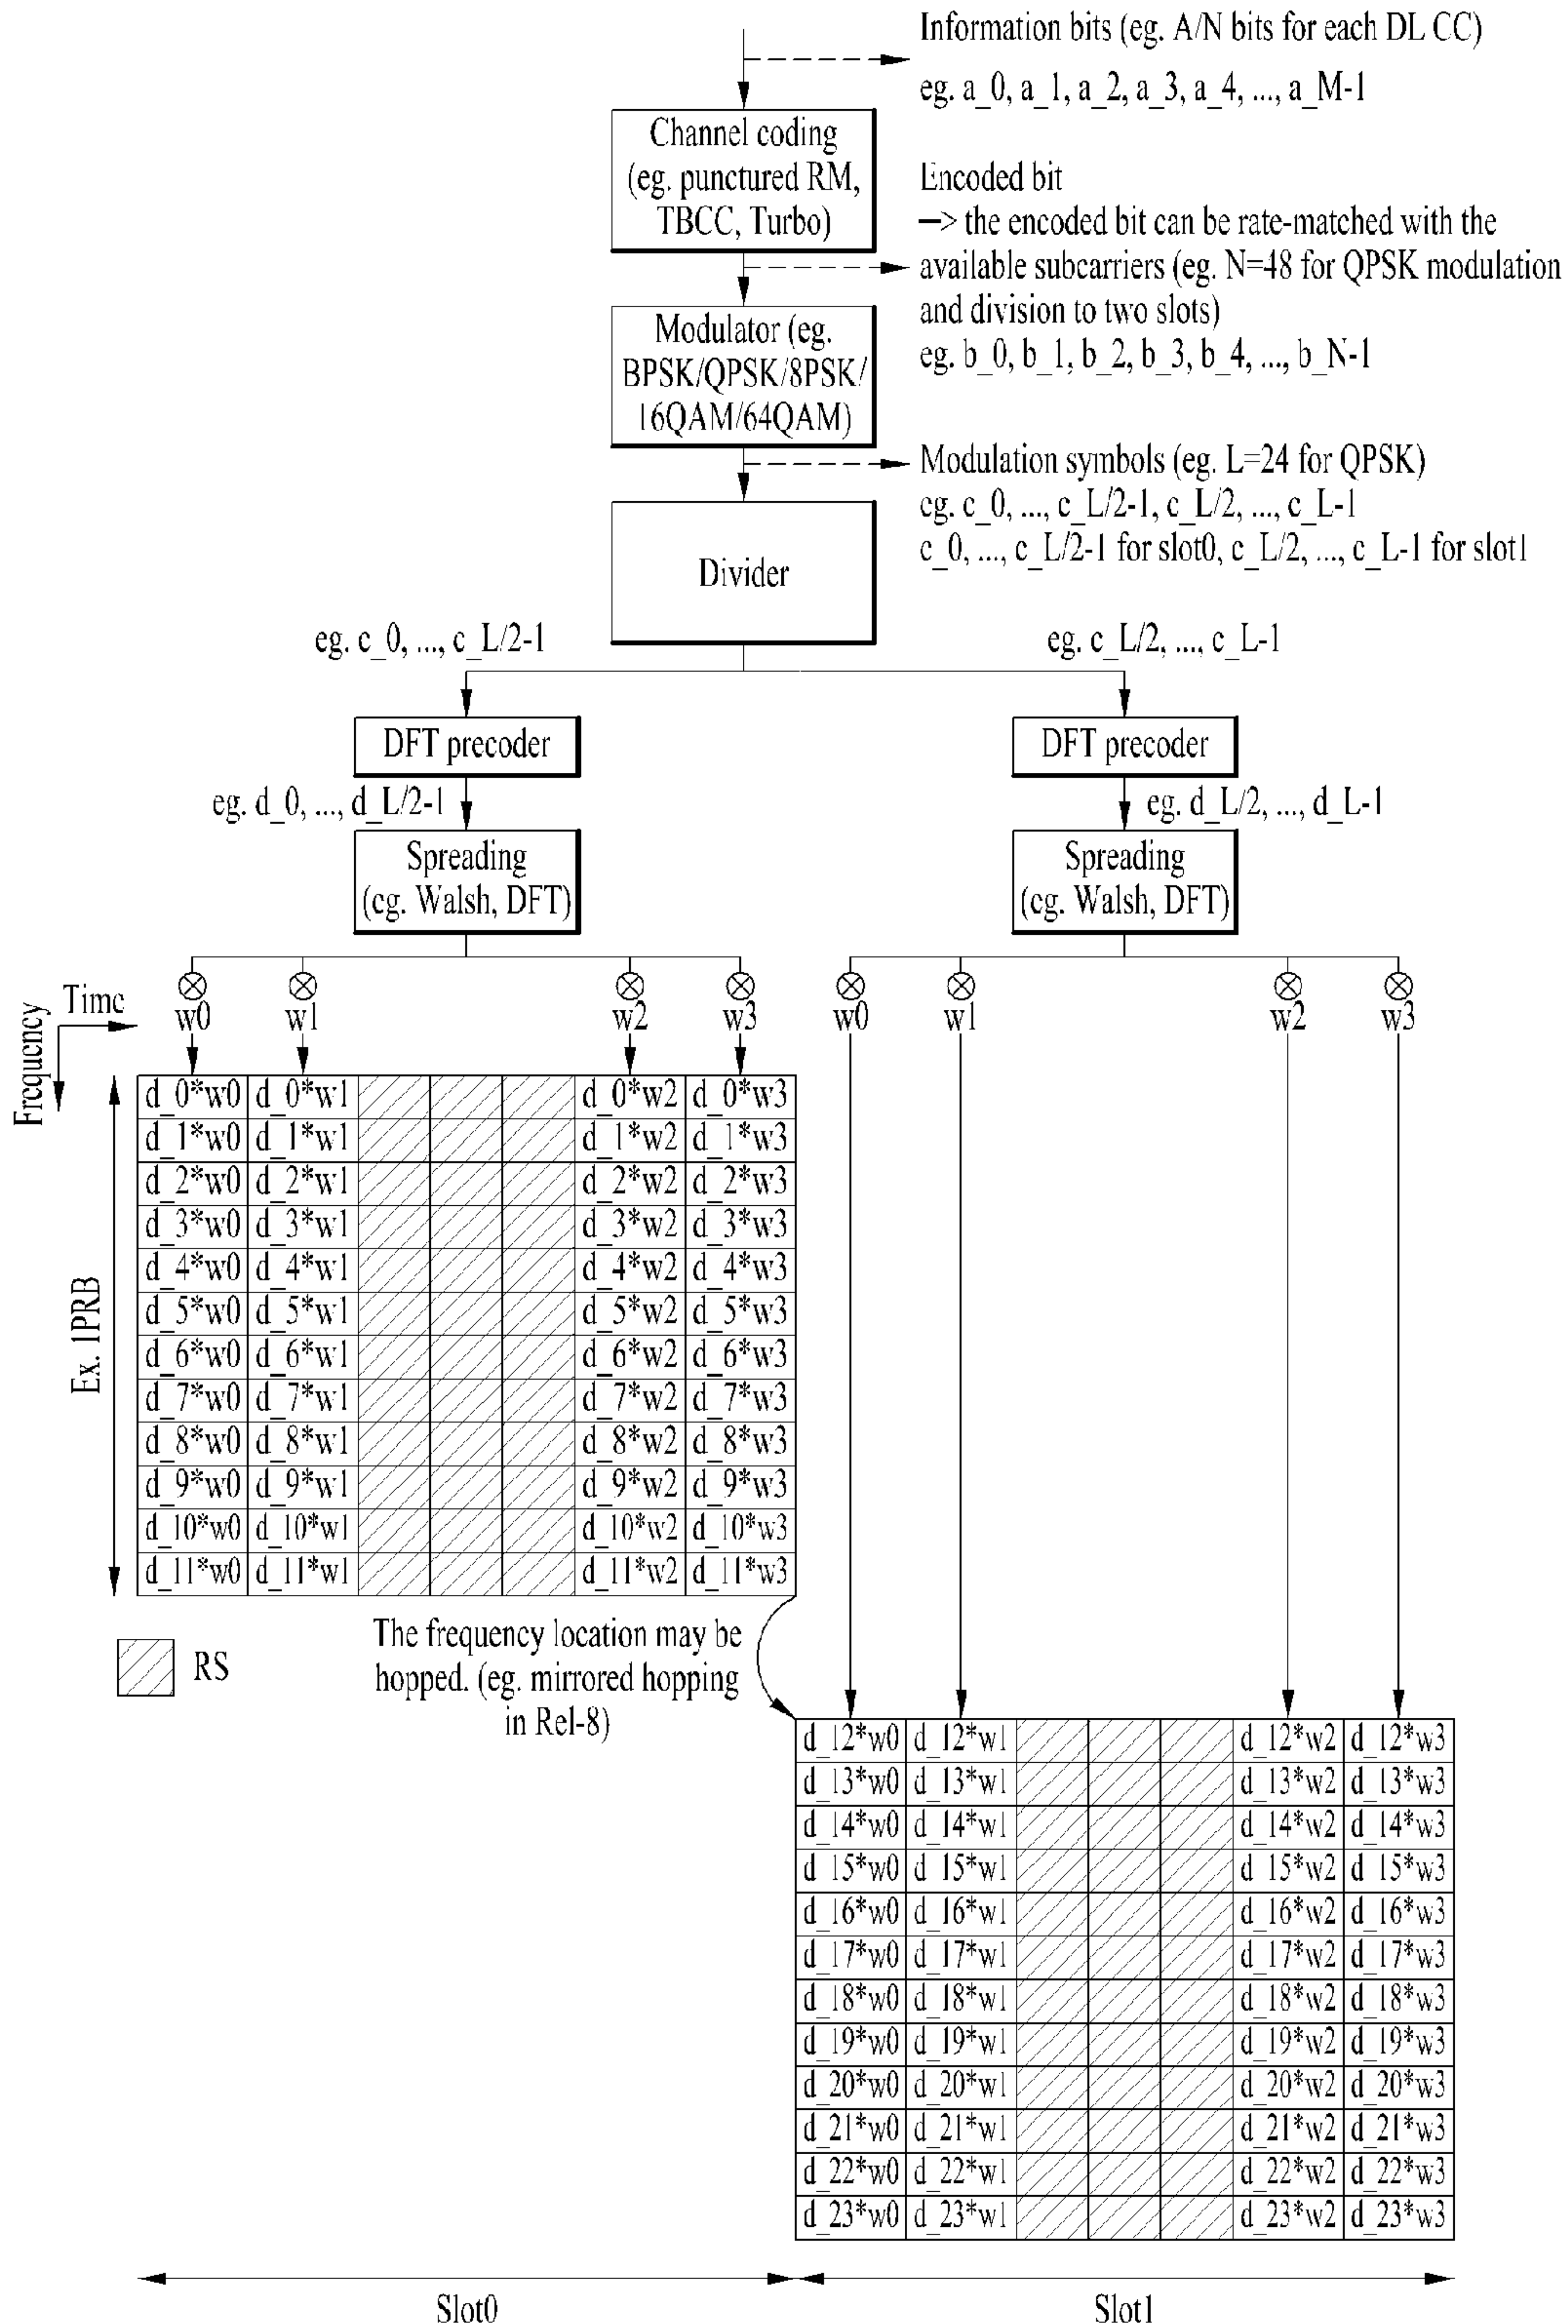 Information bits (eg. A/N bits for each DL CC)
eg. a_0, a_1, a_2, a_3, a_4, ..., a_M-1
Channel coding
(eg. punctured RM,
TBCC, Turbo)
Encoded bit
—> the encoded bit can be rate-matched with the
available subcarriers (eg. N=48 for QPSK modulation
and division to two slots)
eg. b_0, b_1, b_2, b_3, b_4, ..., b_N-1
Modulator (eg.
BPSK/QPSK/8PSK/
16QAM/64QAM)
Modulation symbols (eg. L=24 for QPSK)
eg. c_0, ..., c_L/2-1, c_L/2, ..., c_L-1
c_0, ..., c_L/2-1 for slot0, c_L/2, ..., c_L-1 for slot1
Divider
eg. c_0, ..., c_L/2-1
eg. c_L/2, ..., c_L-1
DFT precoder
DFT precoder
eg. d_0, ..., d_L/2-1
eg. d_L/2, ..., d_L-1
Spreading
(eg. Walsh, DFT)
Spreading
(eg. Walsh, DFT)
Time
Frequency
w0 w1 w2 w3 w0 w1 w2 w3
d_0*w0 d_0*w1 d_0*w2 d_0*w3
d_1*w0 d_1*w1 d_1*w2 d_1*w3
d_2*w0 d_2*w1 d_2*w2 d_2*w3
d_3*w0 d_3*w1 d_3*w2 d_3*w3
d_4*w0 d_4*w1 d_4*w2 d_4*w3
d_5*w0 d_5*w1 d_5*w2 d_5*w3
d_6*w0 d_6*w1 d_6*w2 d_6*w3
d_7*w0 d_7*w1 d_7*w2 d_7*w3
d_8*w0 d_8*w1 d_8*w2 d_8*w3
d_9*w0 d_9*w1 d_9*w2 d_9*w3
d_10*w0 d_10*w1 d_10*w2 d_10*w3
d_11*w0 d_11*w1 d_11*w2 d_11*w3
Ex. 1PRB
RS
The frequency location may be
hopped. (eg. mirrored hopping
in Rel-8)
d_12*w0 d_12*w1 d_12*w2 d_12*w3
d_13*w0 d_13*w1 d_13*w2 d_13*w3
d_14*w0 d_14*w1 d_14*w2 d_14*w3
d_15*w0 d_15*w1 d_15*w2 d_15*w3
d_16*w0 d_16*w1 d_16*w2 d_16*w3
d_17*w0 d_17*w1 d_17*w2 d_17*w3
d_18*w0 d_18*w1 d_18*w2 d_18*w3
d_19*w0 d_19*w1 d_19*w2 d_19*w3
d_20*w0 d_20*w1 d_20*w2 d_20*w3
d_21*w0 d_21*w1 d_21*w2 d_21*w3
d_22*w0 d_22*w1 d_22*w2 d_22*w3
d_23*w0 d_23*w1 d_23*w2 d_23*w3
Slot0
Slot1